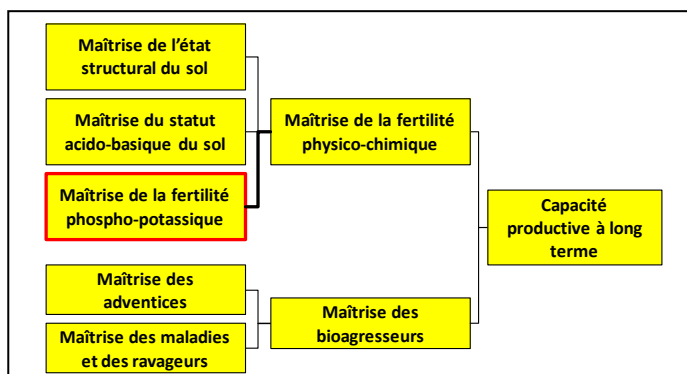 Maîtrise de l’état
structural du sol
Maîtrise du statut
acido-basique du sol
Maîtrise de la fertilité
phospho-potassique
Maîtrise de la fertilité
physico-chimique
Capacité
productive à long
terme
Maîtrise des
adventices
Maîtrise des maladies
et des ravageurs
Maîtrise des
bioagresseurs